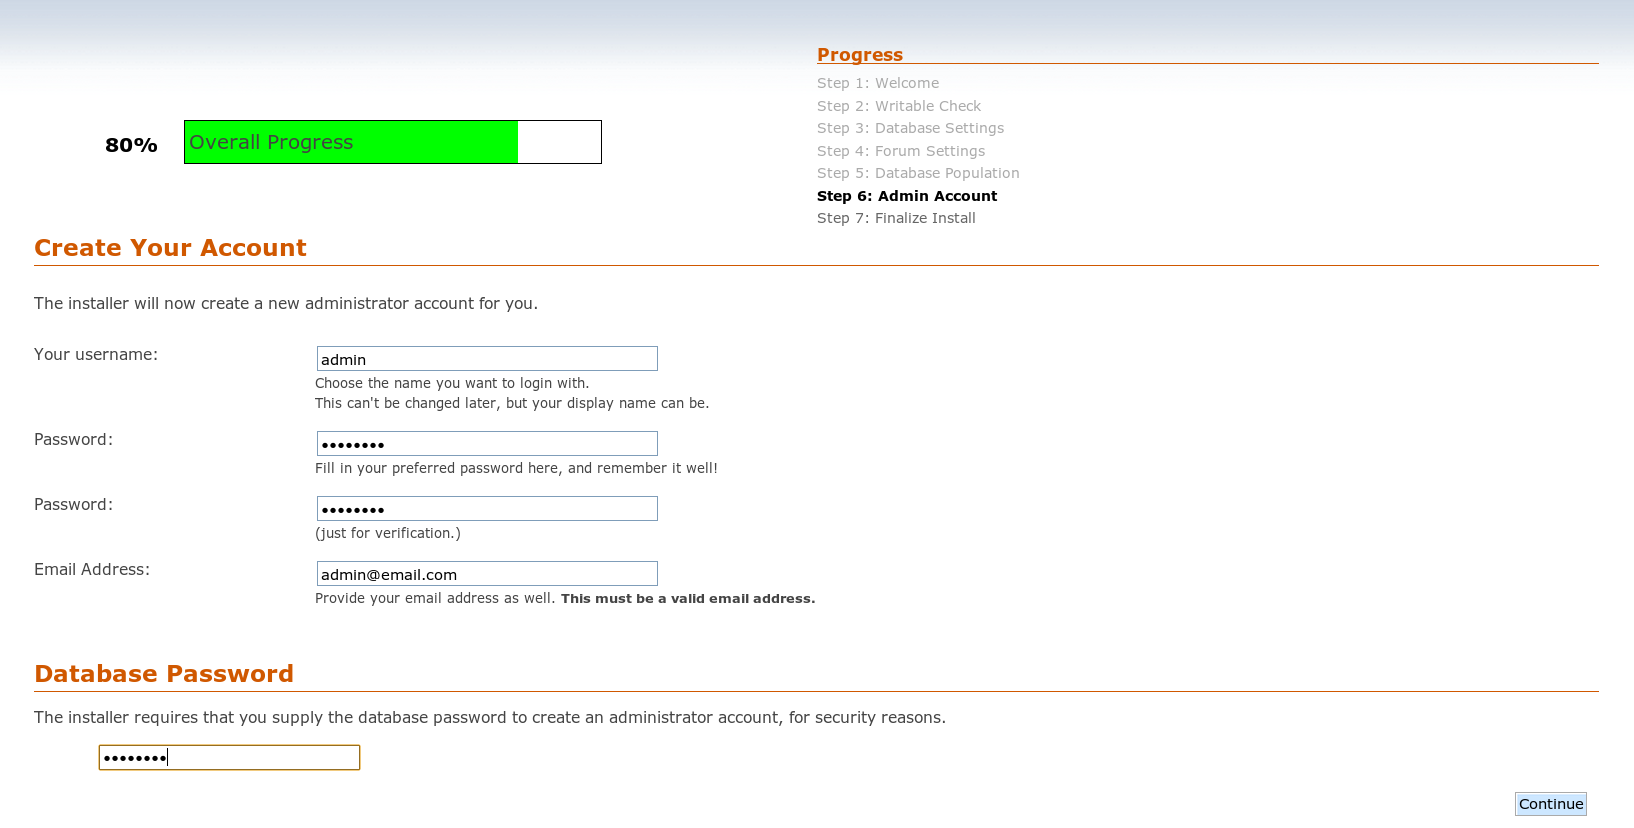 Progress
Step 1: Welcome
Step 2: Writable Check
Step 3: Database Settings
Step 4: Forum Settings
Step 5: Database Population
Step 6: Admin Account
Step 7: Finalize Install
80%
Overall Progress
Create Your Account
The installer will now create a new administrator account for you.
Your username:
admin
Choose the name you want to login with.
This can't be changed later, but your display name can be.
Password:
••••••••
Fill in your preferred password here, and remember it well!
Password:
••••••••
(just for verification.)
Email Address:
admin@email.com
Provide your email address as well. This must be a valid email address.
Database Password
The installer requires that you supply the database password to create an administrator account, for security reasons.
••••••••
Continue